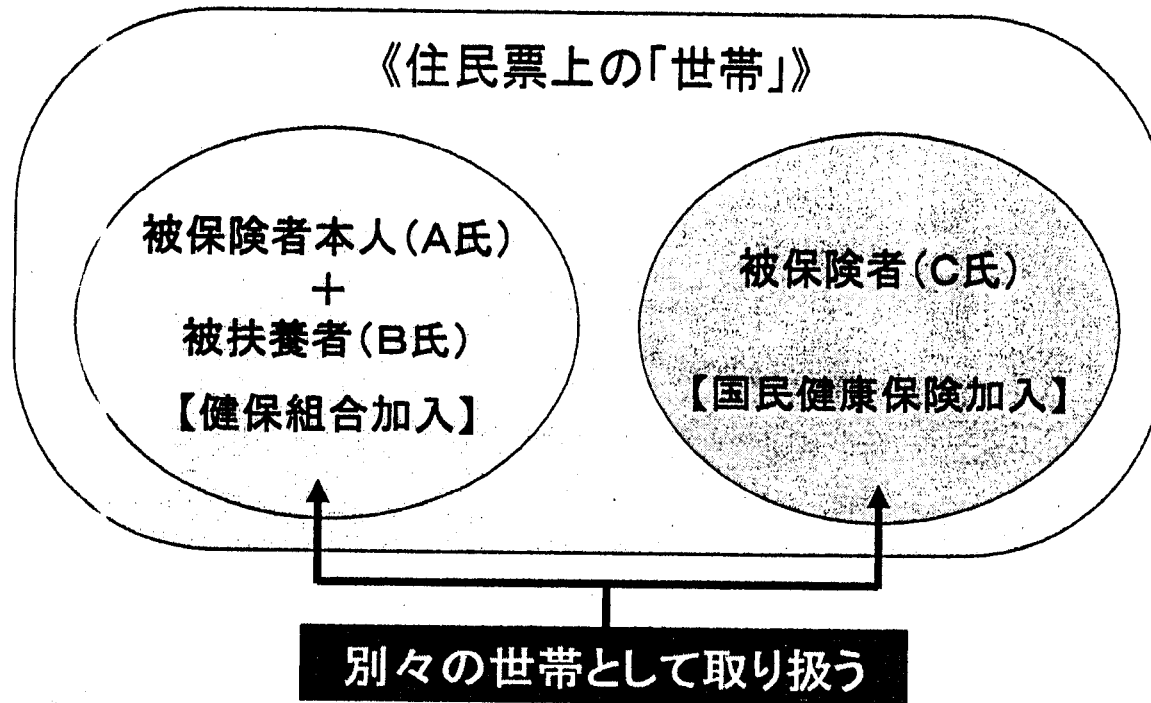 《住民票上の「世帯」》
被保険者本人(A氏)
+
被扶養者(B氏)
【健保組合加入】
被保険者(C氏)
【国民健康保険加入】
別々の世帯として取り扱う